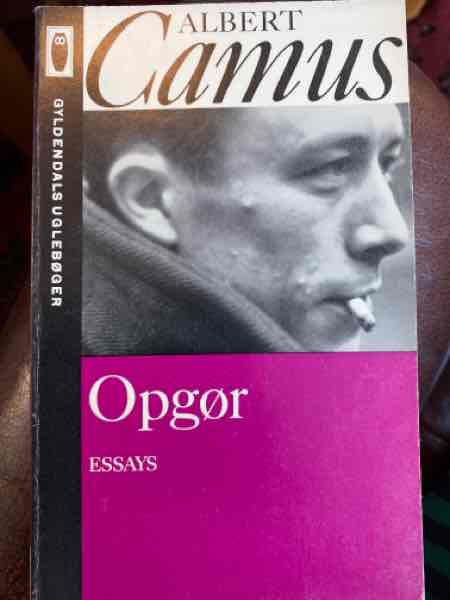 8
GYLDENDALS UGLEBØGER
ALBERT
Camus
Opgør
ESSAYS